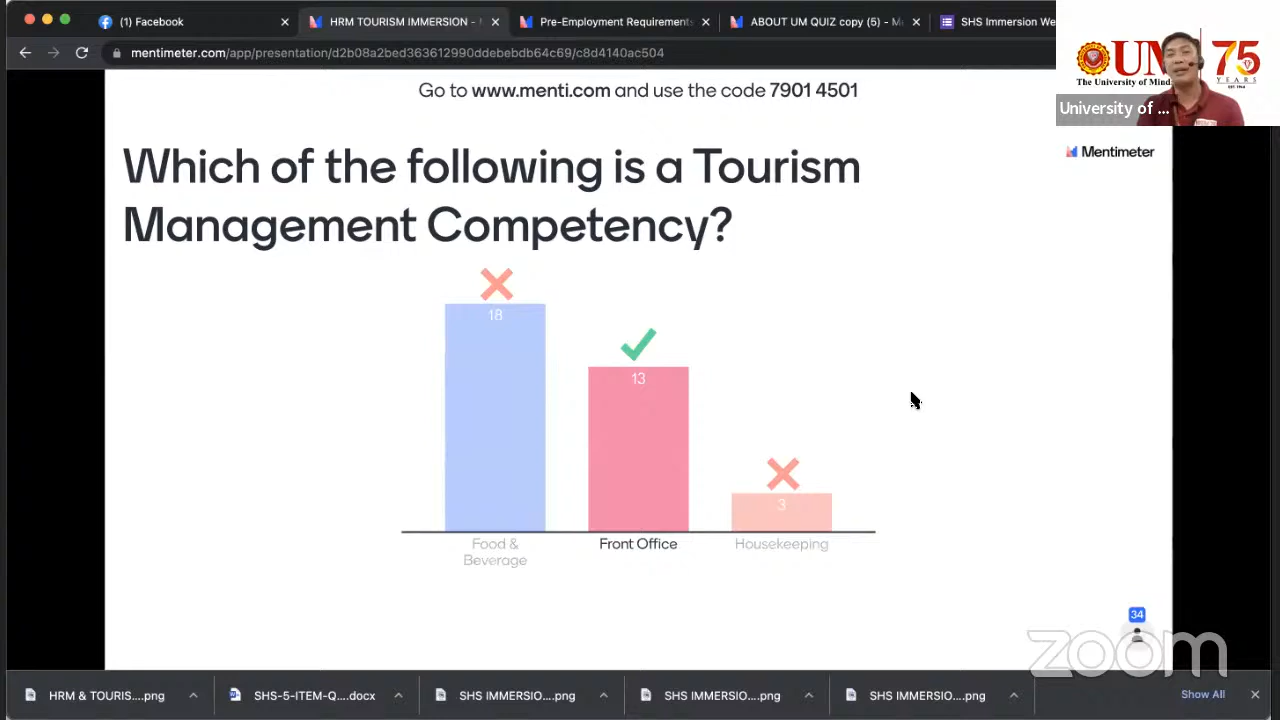 (1) Facebook
HRM TOURISM IMMERSION -
Pre-Employment Requirements
ABOUT UM QUIZ copy (5) - M
SHS Immersion We
mentimeter.com/app/presentation/d2b08a2bed363612990ddebebdb64c69/c8d4140ac504
UM
75
The University of Mind
YEARS
University of ...
Go to www.menti.com and use the code 7901 4501
Mentimeter
Which of the following is a Tourism
Management Competency?
18
13
3
Food &
Beverage
Front Office
Housekeeping
34
zoom
HRM & TOURIS....png
SHS-5-ITEM-Q....docx
SHS IMMERSIO....png
SHS IMMERSIO....png
SHS IMMERSIO....png
Show All